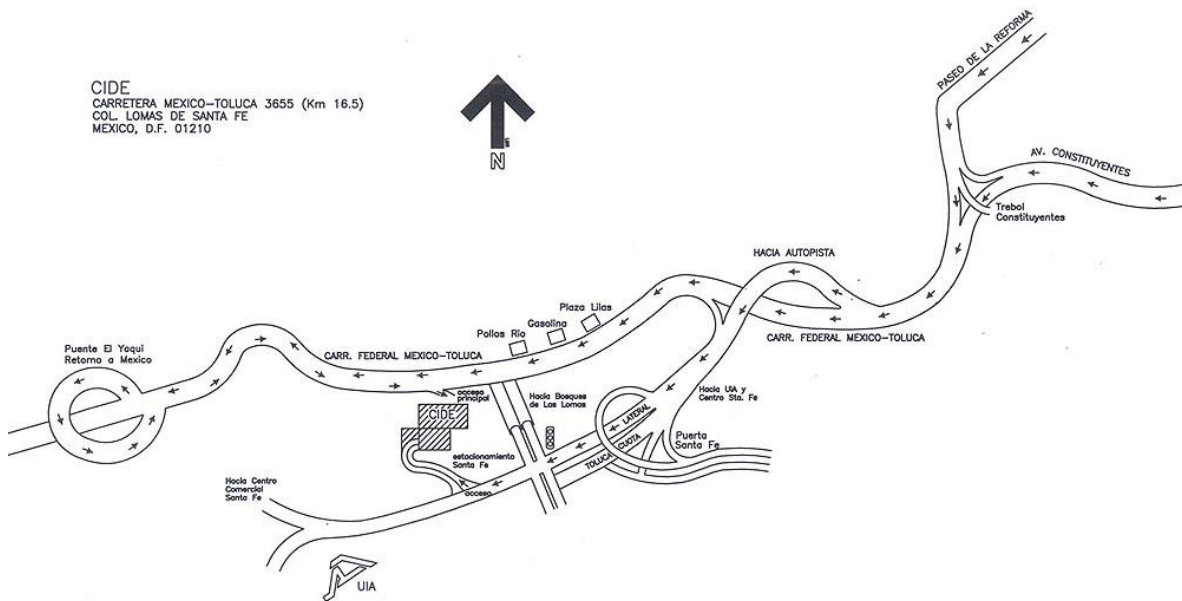 CIDE
CARRETERA MEXICO-TOLUCA 3655 (Km 16.5)
COL. LOMAS DE SANTA FE
MEXICO, D.F. 01210
N
PASEO DE LA REFORMA
AV. CONSTITUYENTES
Trebol
Constituyentes
HACIA AUTOPISTA
CARR. FEDERAL MEXICO-TOLUCA
Plaza Lilas
Gasolina
Pollos Rio
Puente El Yaqui
Retorno a Mexico
CARR. FEDERAL MEXICO-TOLUCA
acceso
principal
CIDE
Hacia Bosques
de Las Lomas
Hacia UIA y
Centro Sta. Fe
LATERAL
TOLUCA CUOTA
Puerta
Santa Fe
estacionamiento
Santa Fe
acceso
Hacia Centro
Comercial
Santa Fe
UIA